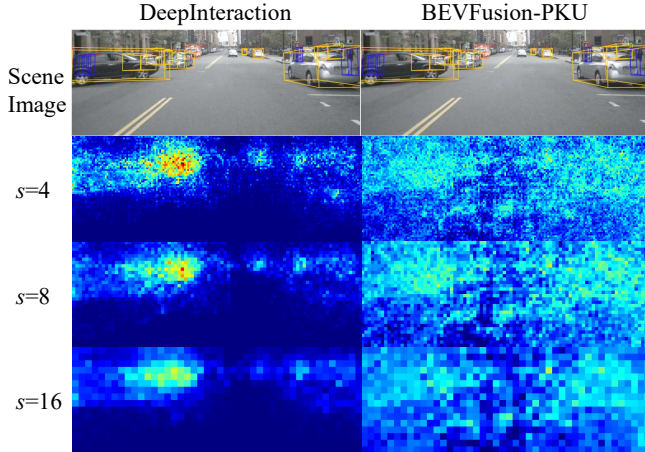 DeepInteraction BEVFusion-PKU
Scene
Image
s=4
s=8
s=16